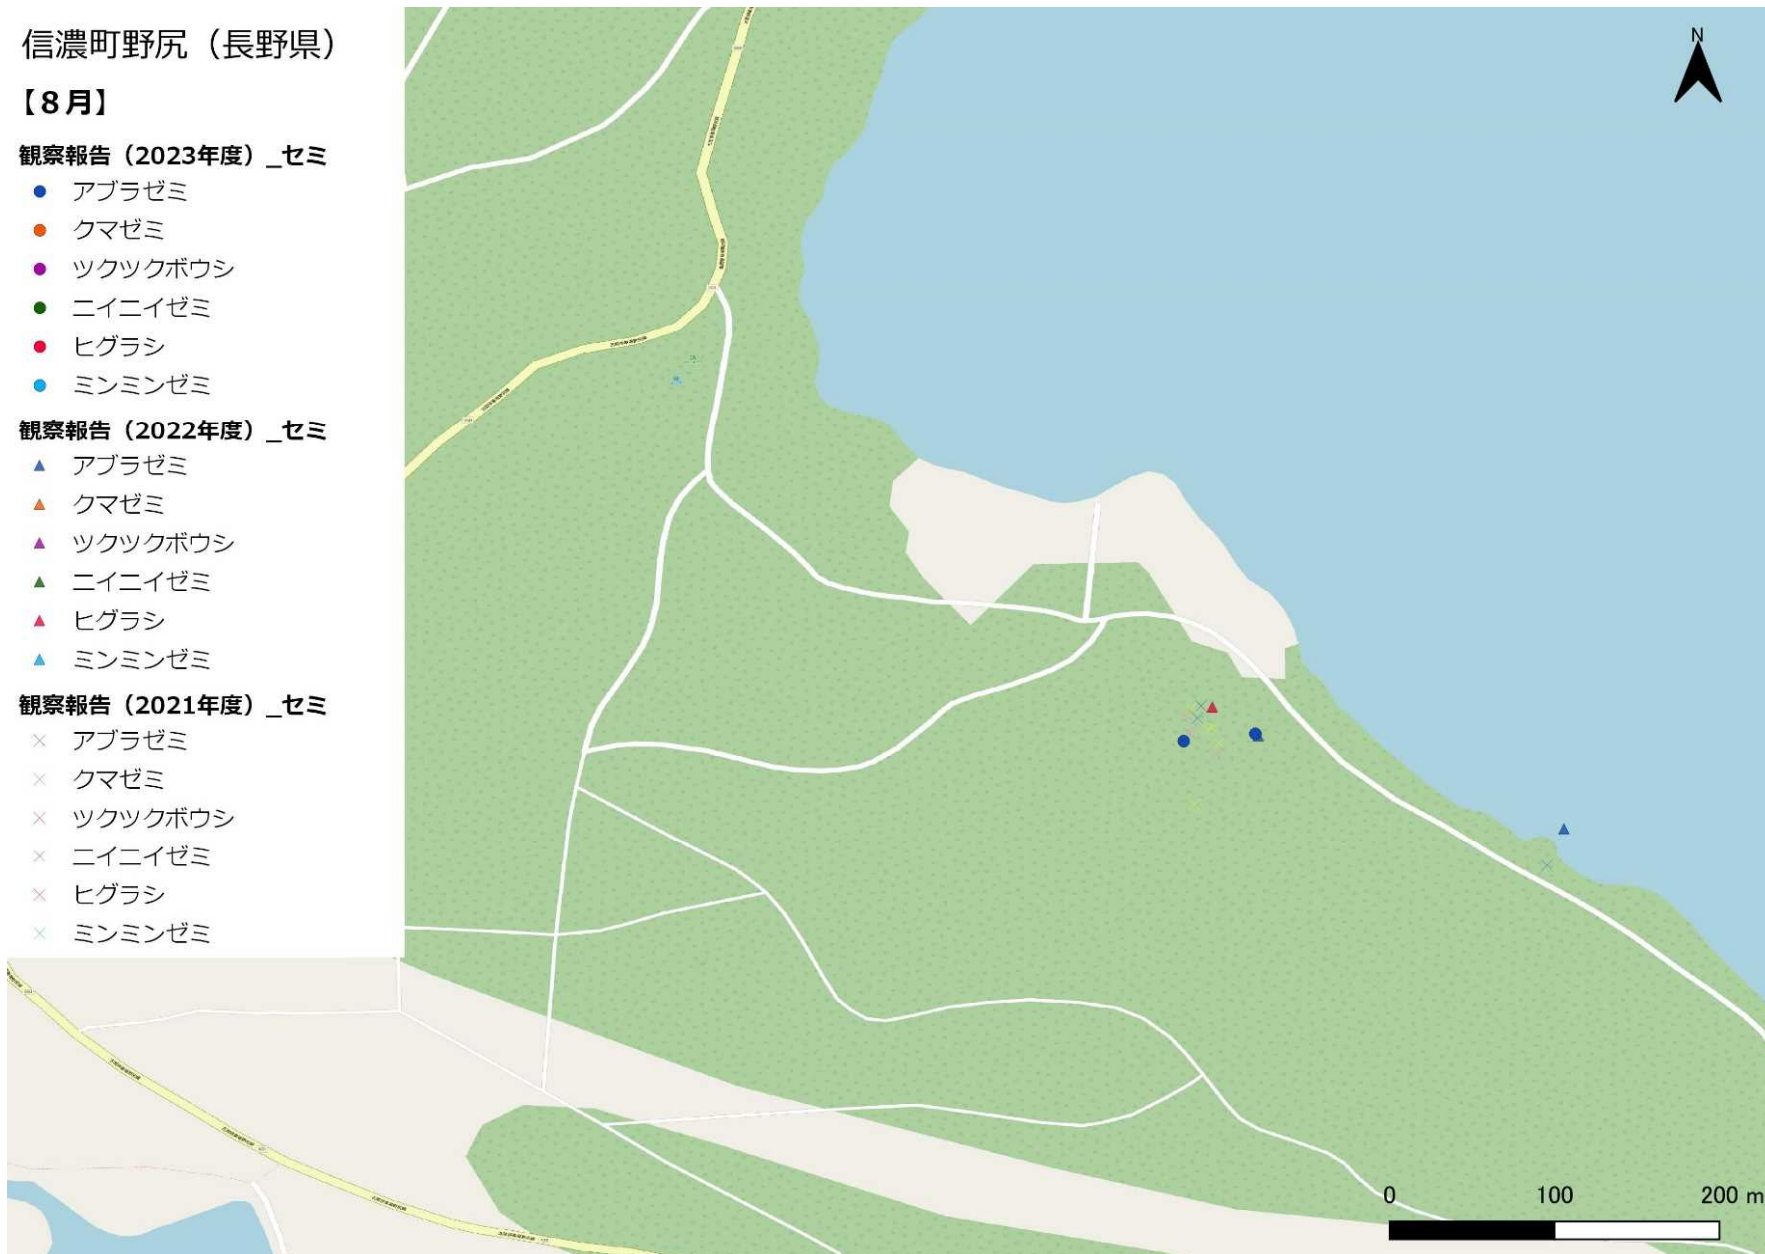 信濃町野尻（長野県）
【８月】
観察報告（2023年度）_セミ
アブラゼミ
クマゼミ
ツクツクボウシ
ニイニイゼミ
ヒグラシ
ミンミンゼミ
観察報告（2022年度）_セミ
アブラゼミ
クマゼミ
ツクツクボウシ
ニイニイゼミ
ヒグラシ
ミンミンゼミ
観察報告（2021年度）_セミ
アブラゼミ
クマゼミ
ツクツクボウシ
ニイニイゼミ
ヒグラシ
ミンミンゼミ
N
0 100 200 m